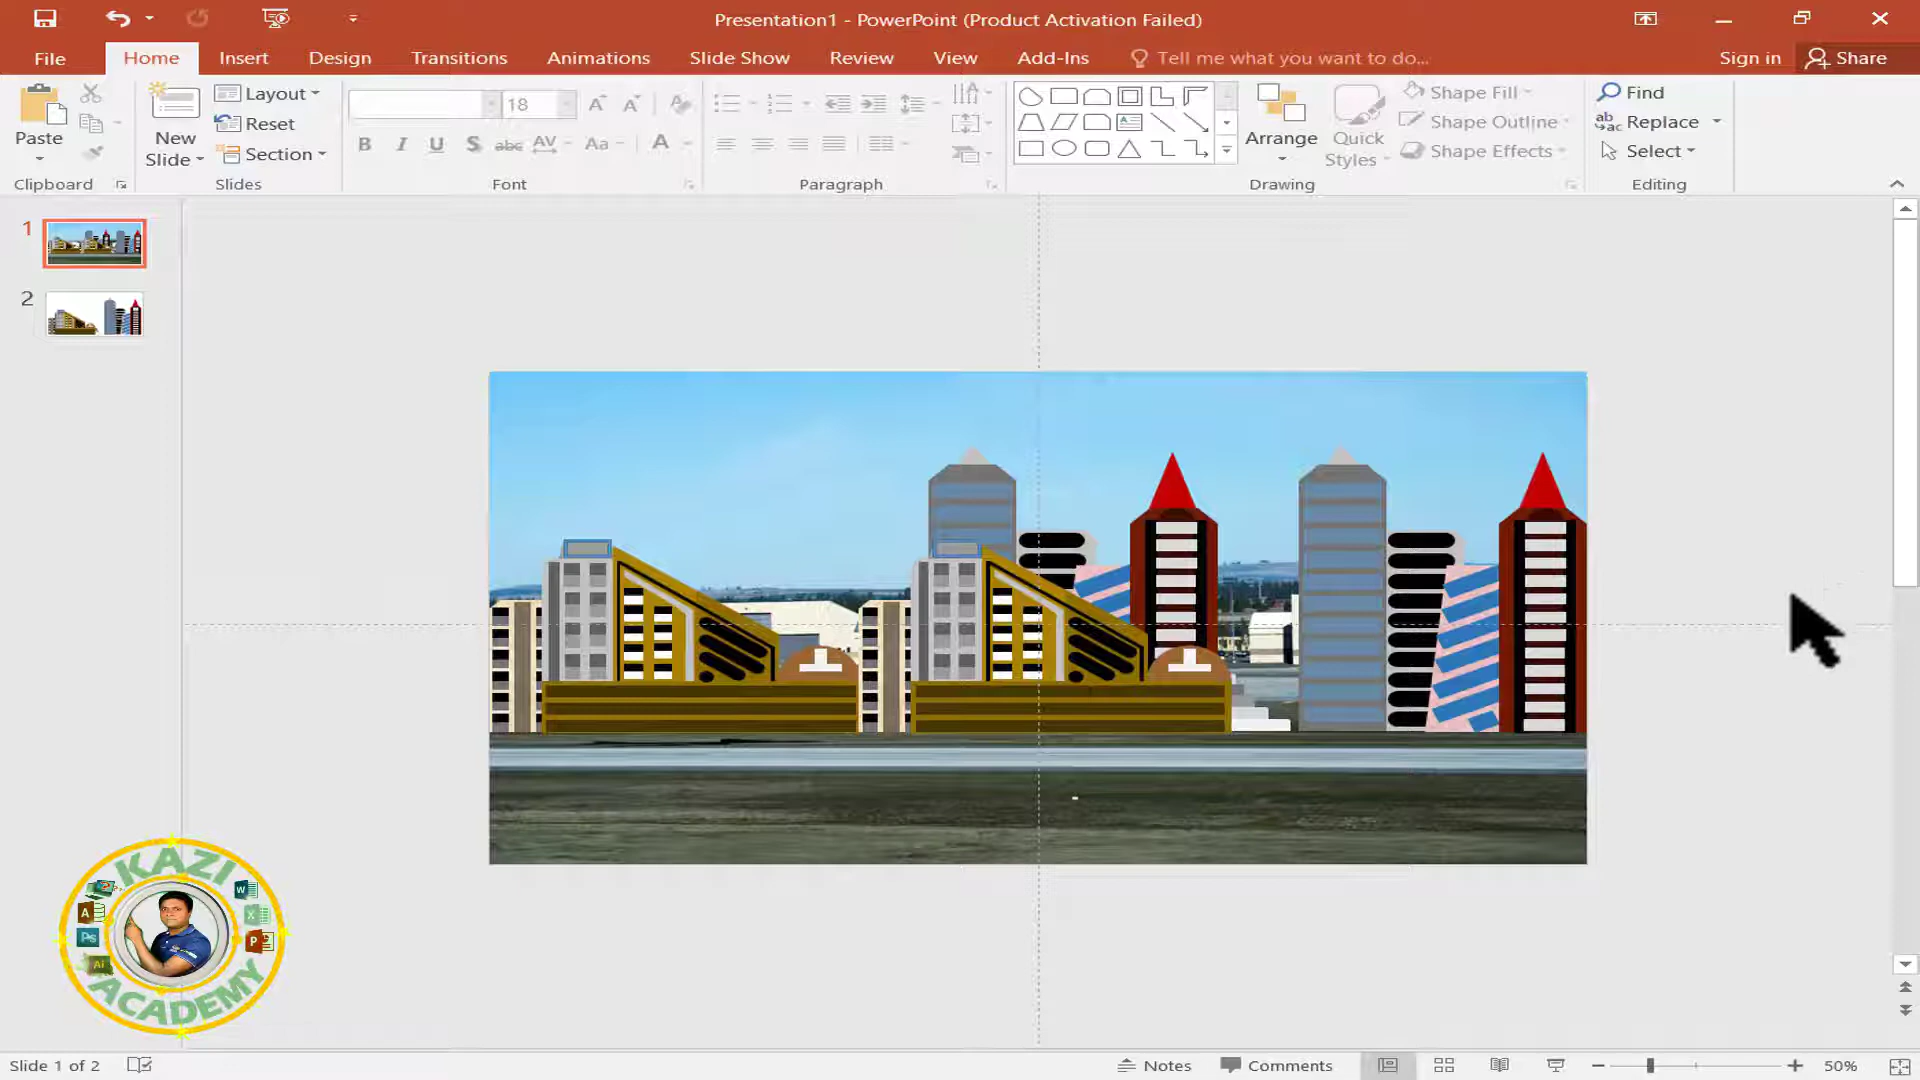 Presentation1 - PowerPoint (Product Activation Failed)
File Home Insert Design Transitions Animations Slide Show Review View Add-Ins Tell me what you want to do... Sign in Share
Paste
New Slide
Layout
Reset
Section
18
B I U S abc AV Aa A
Arrange
Quick Styles
Shape Fill
Shape Outline
Shape Effects
Find
Replace
Select
Clipboard Slides Font Paragraph Drawing Editing
1
2
KAZI
ACADEMY
Slide 1 of 2 Notes Comments 50%